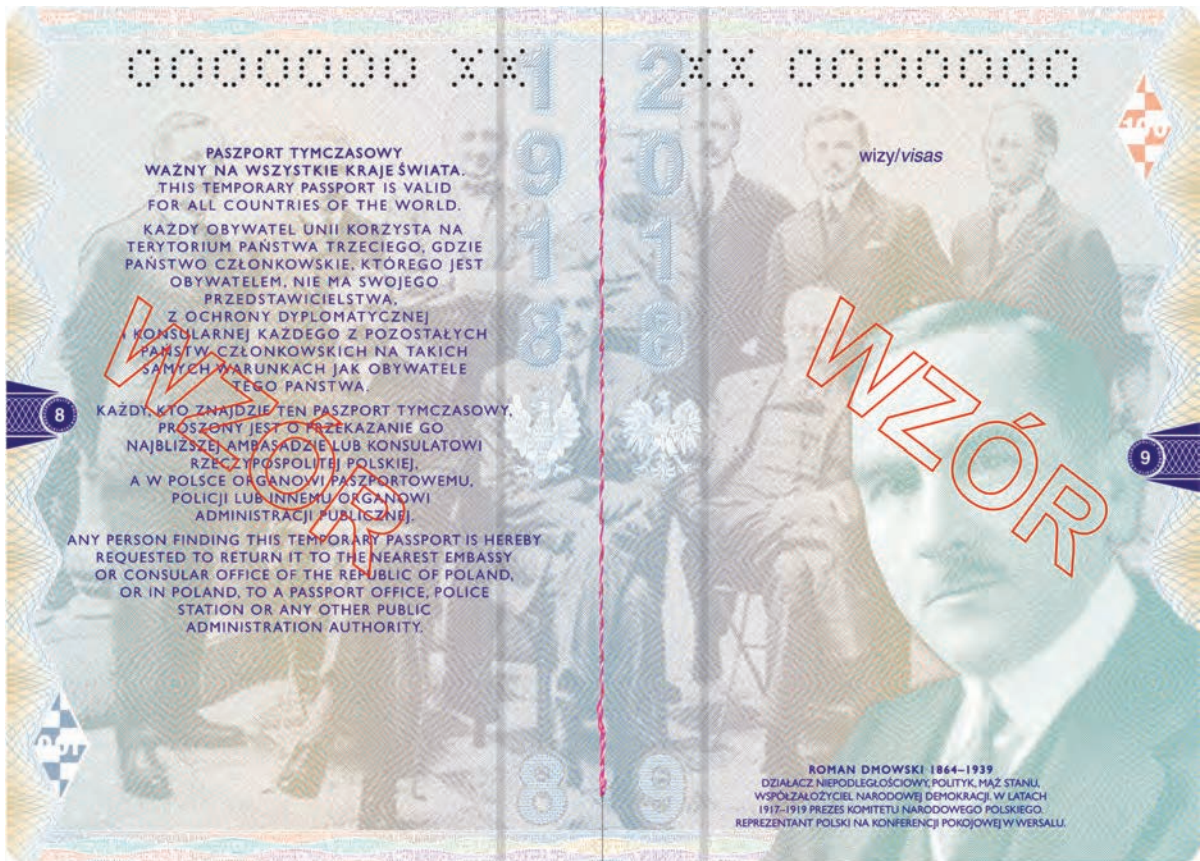 0000000 XX
PASZPORT TYMCZASOWY
WAŻNY NA WSZYSTKIE KRAJE ŚWIATA.
THIS TEMPORARY PASSPORT IS VALID
FOR ALL COUNTRIES OF THE WORLD.
KAŻDY OBYWATEL UNII KORZYSTA NA
TERYTORIUM PAŃSTWA TRZECIEGO, GDZIE
PAŃSTWO CZŁONKOWSKIE, KTÓREGO JEST
OBYWATELEM, NIE MA SWOJEGO
PRZEDSTAWICIELSTWA,
Z OCHRONY DYPLOMATYCZNEJ
I KONSULARNEJ KAŻDEGO Z POZOSTAŁYCH
PAŃSTW CZŁONKOWSKICH NA TAKICH
SAMYCH WARUNKACH JAK OBYWATELE
TEGO PAŃSTWA.
KAŻDY, KTO ZNAJDZIE TEN PASZPORT TYMCZASOWY,
PROSZONY JEST O PRZEKAZANIE GO
NAJBLIŻSZEJ AMBASADZIE LUB KONSULATOWI
RZECZYPOSPOLITEJ POLSKIEJ,
A W POLSCE ORGANOWI PASZPORTOWEMU,
POLICJI LUB INNEMU ORGANOWI
ADMINISTRACJI PUBLICZNEJ.
ANY PERSON FINDING THIS TEMPORARY PASSPORT IS HEREBY
REQUESTED TO RETURN IT TO THE NEAREST EMBASSY
OR CONSULAR OFFICE OF THE REPUBLIC OF POLAND,
OR IN POLAND, TO A PASSPORT OFFICE, POLICE
STATION OR ANY OTHER PUBLIC
ADMINISTRATION AUTHORITY.
WZÓR
8
1918
2018
8
9
XX 0000000
100
wizy/visas
WZÓR
9
ROMAN DMOWSKI 1864–1939
DZIAŁACZ NIEPODLEGŁOŚCIOWY, POLITYK, MĄŻ STANU,
WSPÓŁZAŁOŻYCIEL NARODOWEJ DEMOKRACJI. W LATACH
1917–1919 PREZES KOMITETU NARODOWEGO POLSKIEGO.
REPREZENTANT POLSKI NA KONFERENCJI POKOJOWEJ W WERSALU.